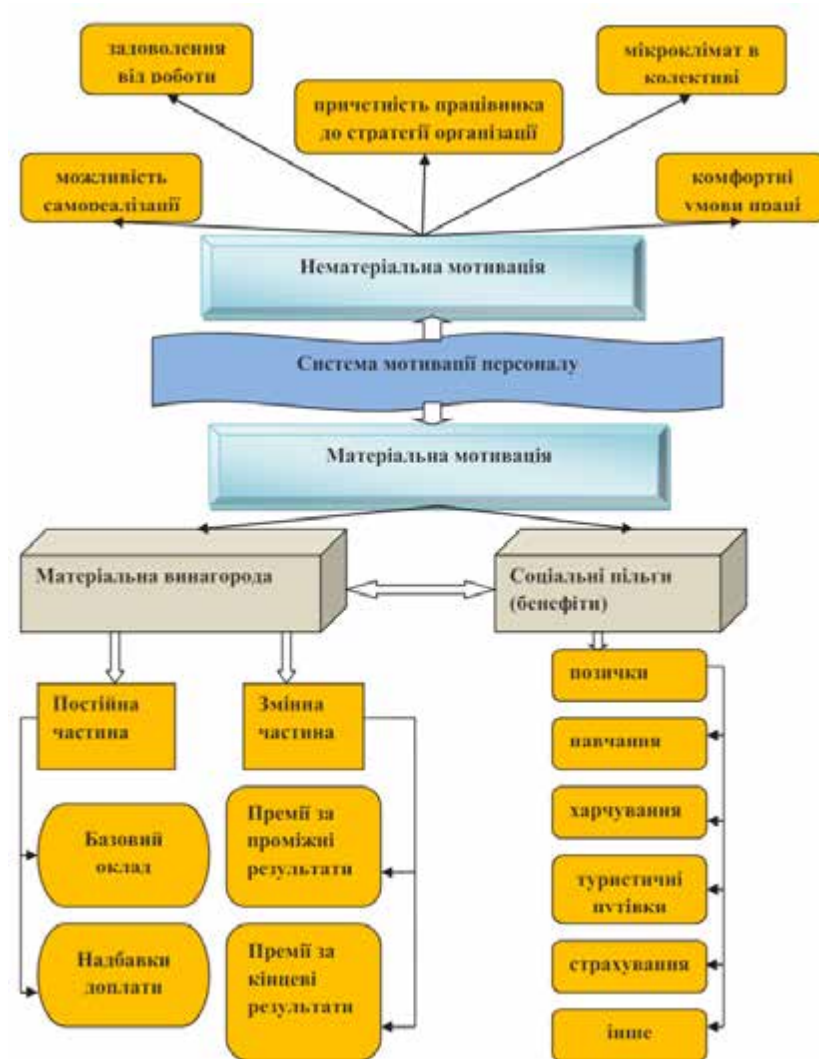 задоволення
від роботи
мікроклімат в
колективі
причетність працівника
до стратегії організації
можливість
самореалізації
комфортні
умови праці
Нематеріальна мотивація
Система мотивації персоналу
Матеріальна мотивація
Матеріальна винагорода
Соціальні пільги
(бенефіти)
Постійна
частина
Змінна
частина
Базовий
оклад
Надбавки
доплати
Премії за
проміжні
результати
Премії за
кінцеві
результати
позички
навчання
харчування
туристичні
путівки
страхування
інше